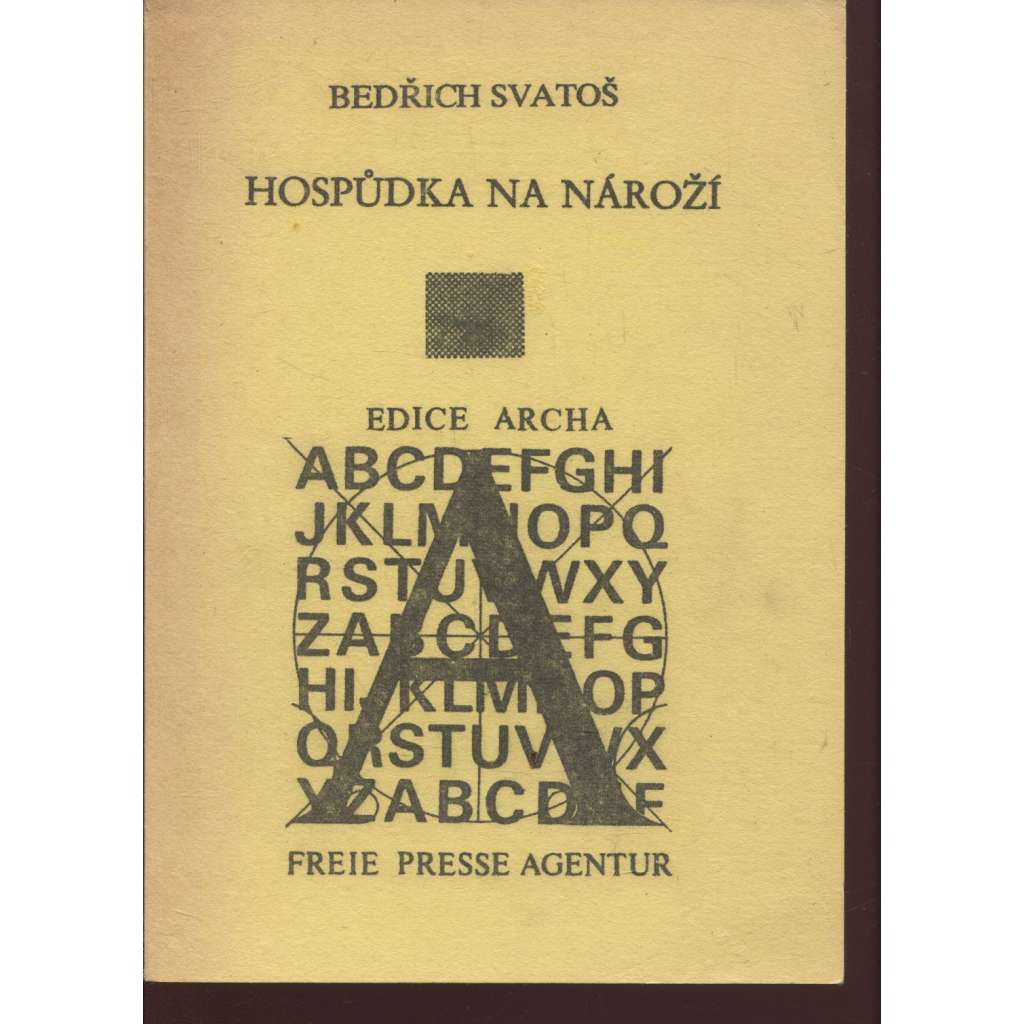 BEDŘICH SVATOŠ
HOSPŮDKA NA NÁROŽÍ
EDICE ARCHA
ABCDEFGHI
JKLMNOPQ
RSTUVWXY
ZABCDEFG
HIJKLMNOP
QRSTUVWX
YZABCDEF
A
FREIE PRESSE AGENTUR